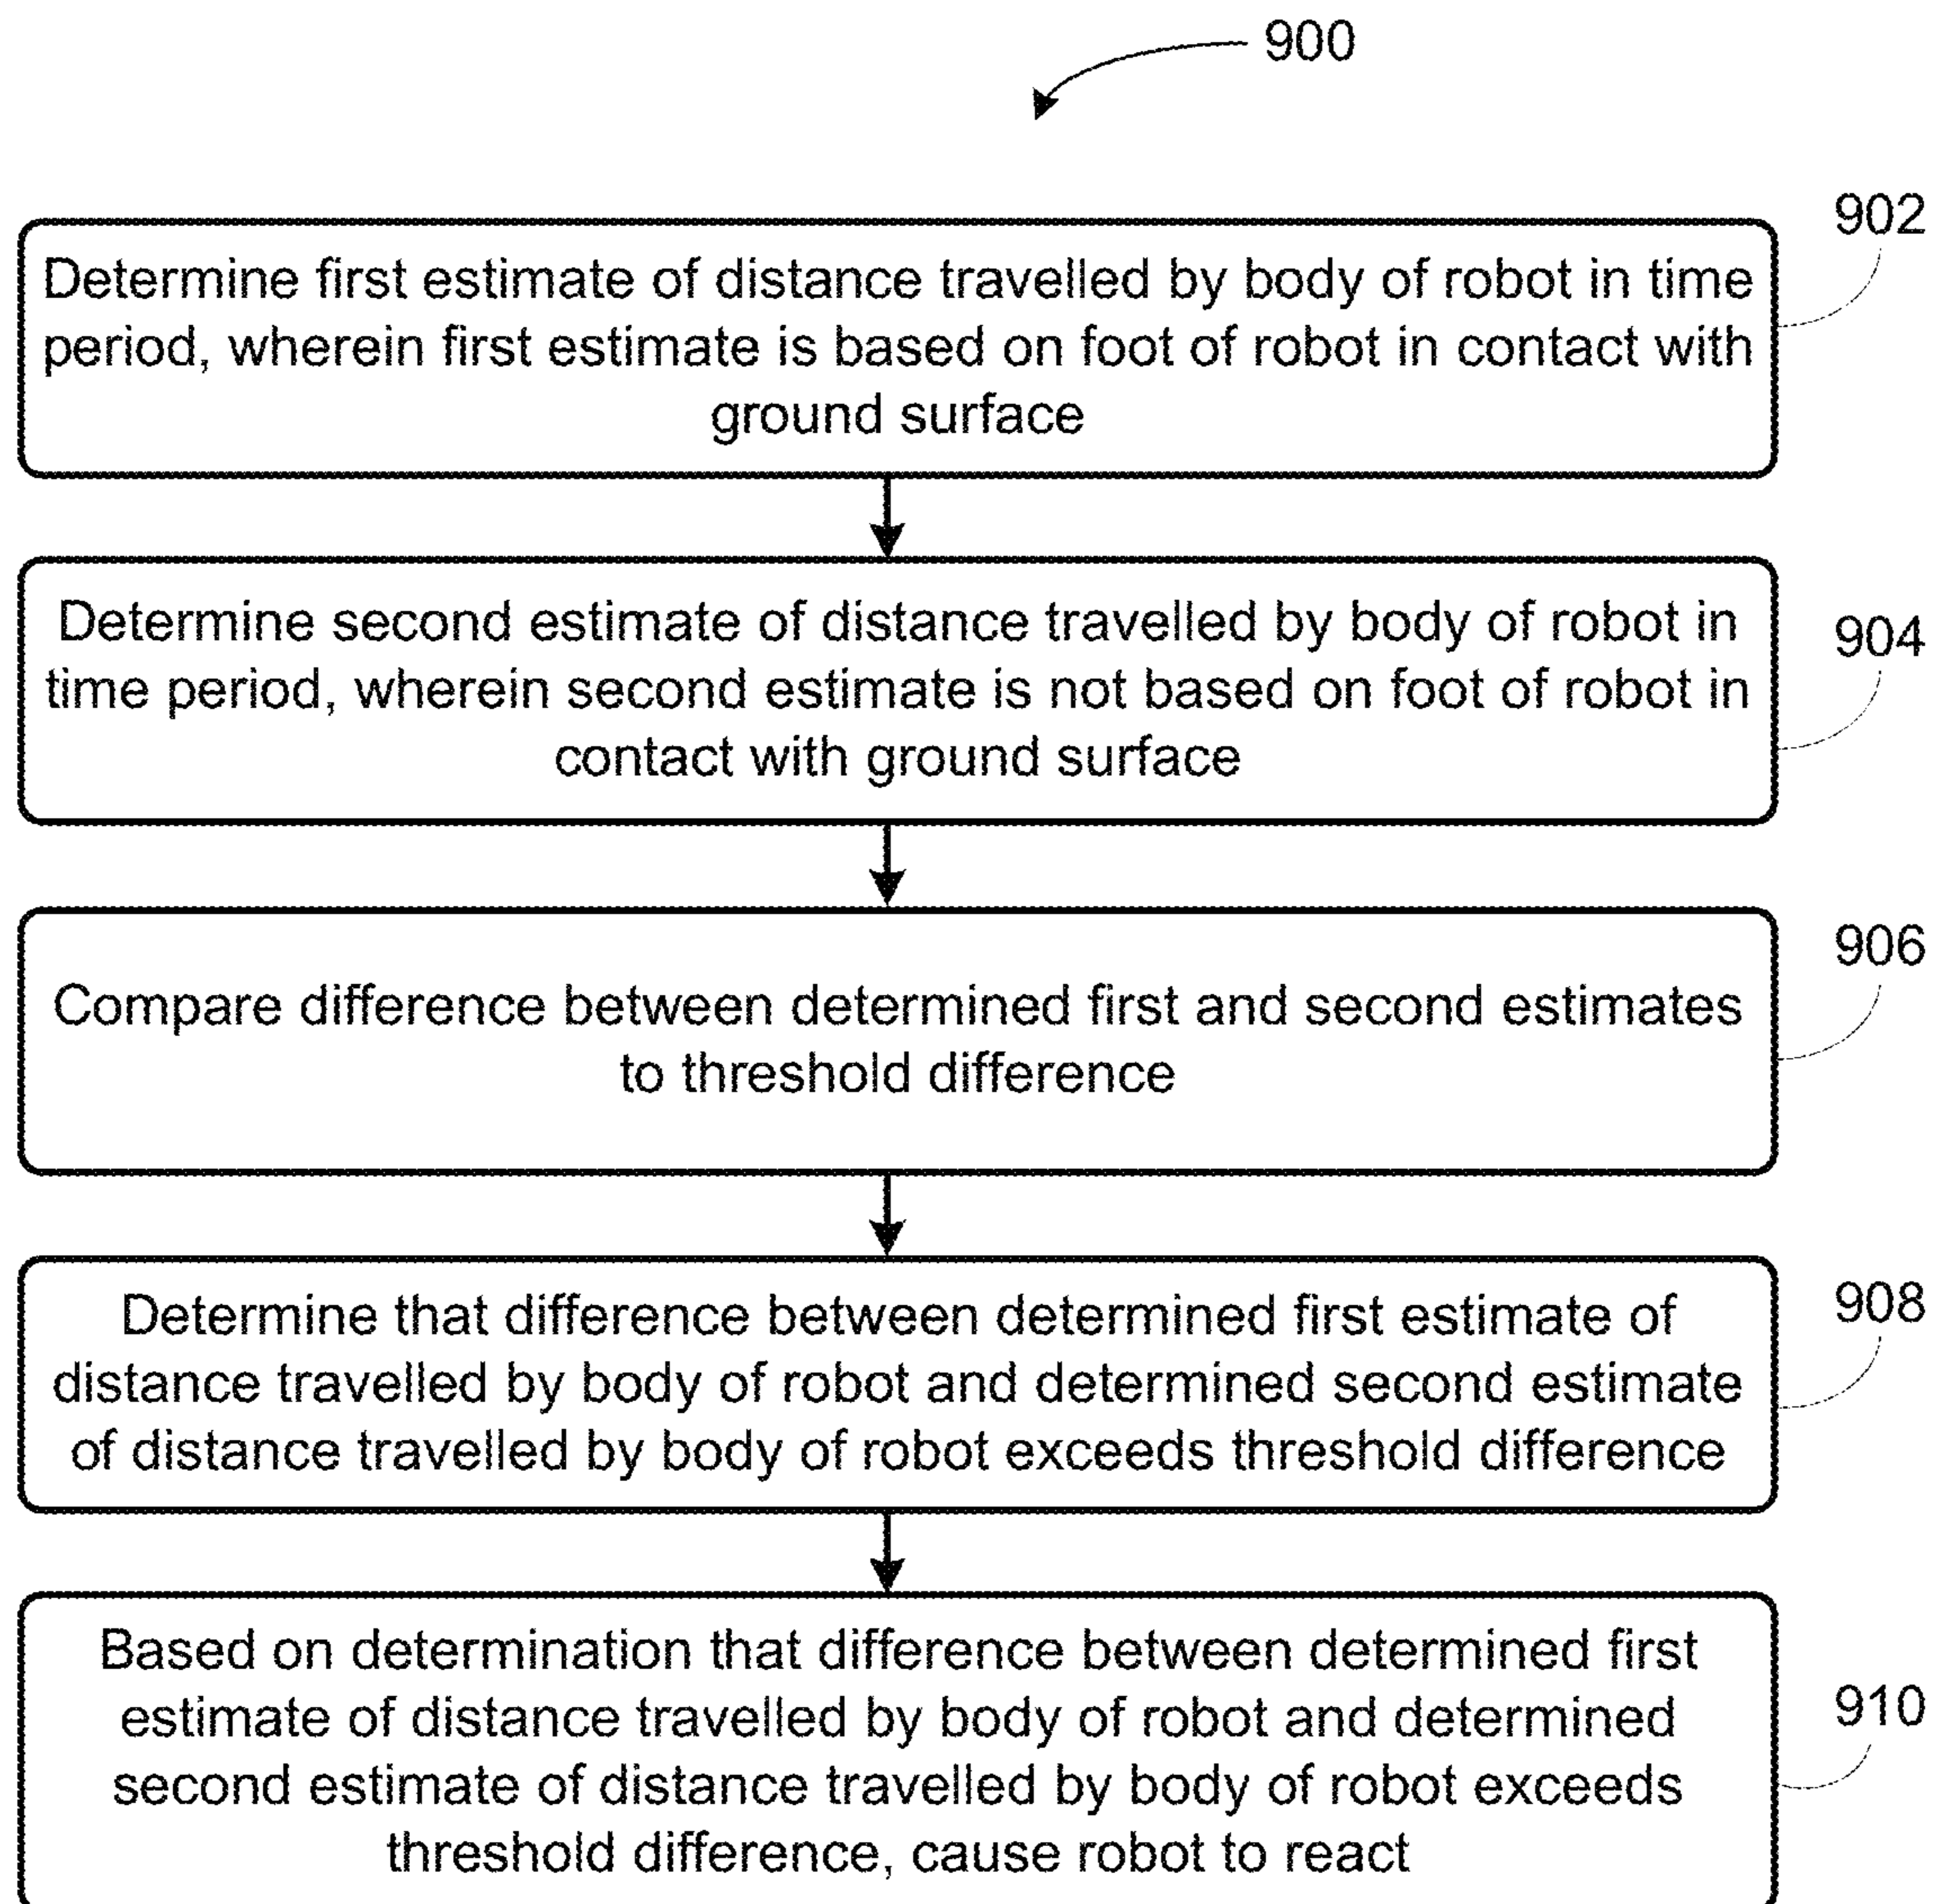 900
902
Determine first estimate of distance travelled by body of robot in time
period, wherein first estimate is based on foot of robot in contact with
ground surface
904
Determine second estimate of distance travelled by body of robot in
time period, wherein second estimate is not based on foot of robot in
contact with ground surface
906
Compare difference between determined first and second estimates
to threshold difference
908
Determine that difference between determined first estimate of
distance travelled by body of robot and determined second estimate
of distance travelled by body of robot exceeds threshold difference
910
Based on determination that difference between determined first
estimate of distance travelled by body of robot and determined
second estimate of distance travelled by body of robot exceeds
threshold difference, cause robot to react